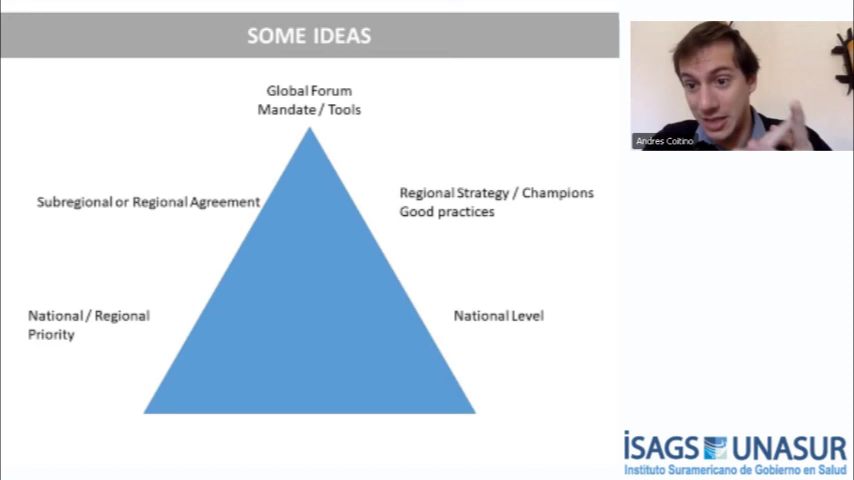 SOME IDEAS
Global Forum
Mandate / Tools
Subregional or Regional Agreement
Regional Strategy / Champions
Good practices
National / Regional
Priority
National Level
Andres Coitino
ISAGS UNASUR
Instituto Suramericano de Gobierno en Salud